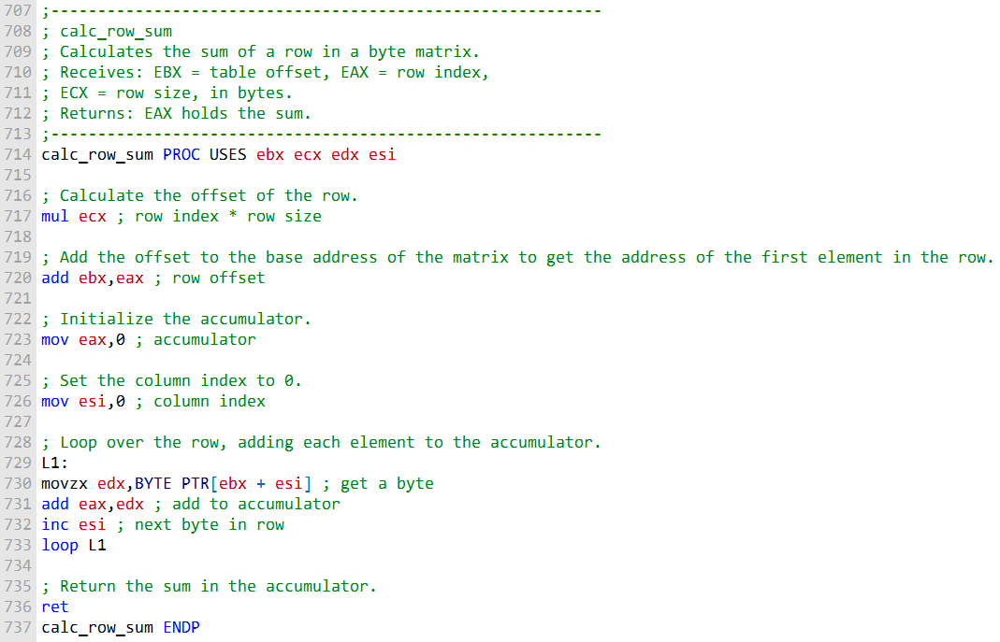 707 ;-----------------------------------------------------------
708 ; calc_row_sum
709 ; Calculates the sum of a row in a byte matrix.
710 ; Receives: EBX = table offset, EAX = row index,
711 ; ECX = row size, in bytes.
712 ; Returns: EAX holds the sum.
713 ;-----------------------------------------------------------
714 calc_row_sum PROC USES ebx ecx edx esi
715
716 ; Calculate the offset of the row.
717 mul ecx ; row index * row size
718
719 ; Add the offset to the base address of the matrix to get the address of the first element in the row.
720 add ebx,eax ; row offset
721
722 ; Initialize the accumulator.
723 mov eax,0 ; accumulator
724
725 ; Set the column index to 0.
726 mov esi,0 ; column index
727
728 ; Loop over the row, adding each element to the accumulator.
729 L1:
730 movzx edx,BYTE PTR[ebx + esi] ; get a byte
731 add eax,edx ; add to accumulator
732 inc esi ; next byte in row
733 loop L1
734
735 ; Return the sum in the accumulator.
736 ret
737 calc_row_sum ENDP